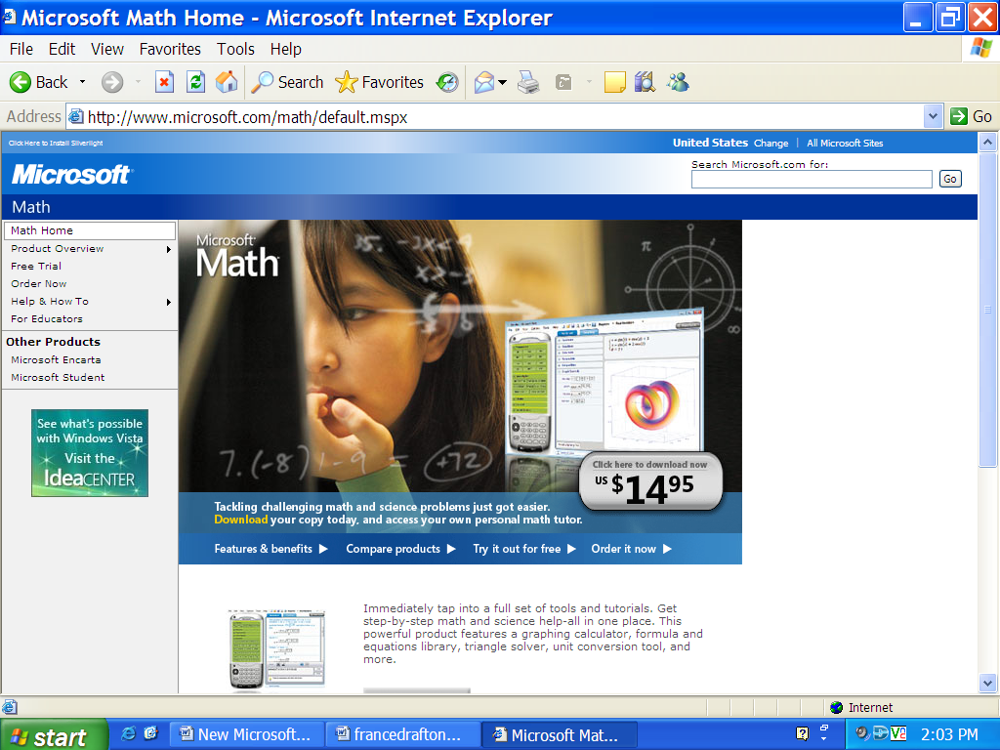 Microsoft Math Home - Microsoft Internet Explorer
File Edit View Favorites Tools Help
Back Search Favorites
Address http://www.microsoft.com/math/default.mspx Go
Click Here to Install Silverlight
United States Change | All Microsoft Sites
Microsoft
Search Microsoft.com for:
Go
Math
Math Home
Product Overview
Free Trial
Order Now
Help & How To
For Educators
Other Products
Microsoft Encarta
Microsoft Student
See what's possible
with Windows Vista
Visit the
IdeaCENTER
Microsoft
Math
π
∞
7.(-8)1-9 = +72
Click here to download now
US $1495
Tackling challenging math and science problems just got easier.
Download your copy today, and access your own personal math tutor.
Features & benefits Compare products Try it out for free Order it now
Immediately tap into a full set of tools and tutorials. Get
step-by-step math and science help-all in one place. This
powerful product features a graphing calculator, formula and
equations library, triangle solver, unit conversion tool, and
more.
Internet
start New Microsoft... francedrafton... Microsoft Mat... 2:03 PM